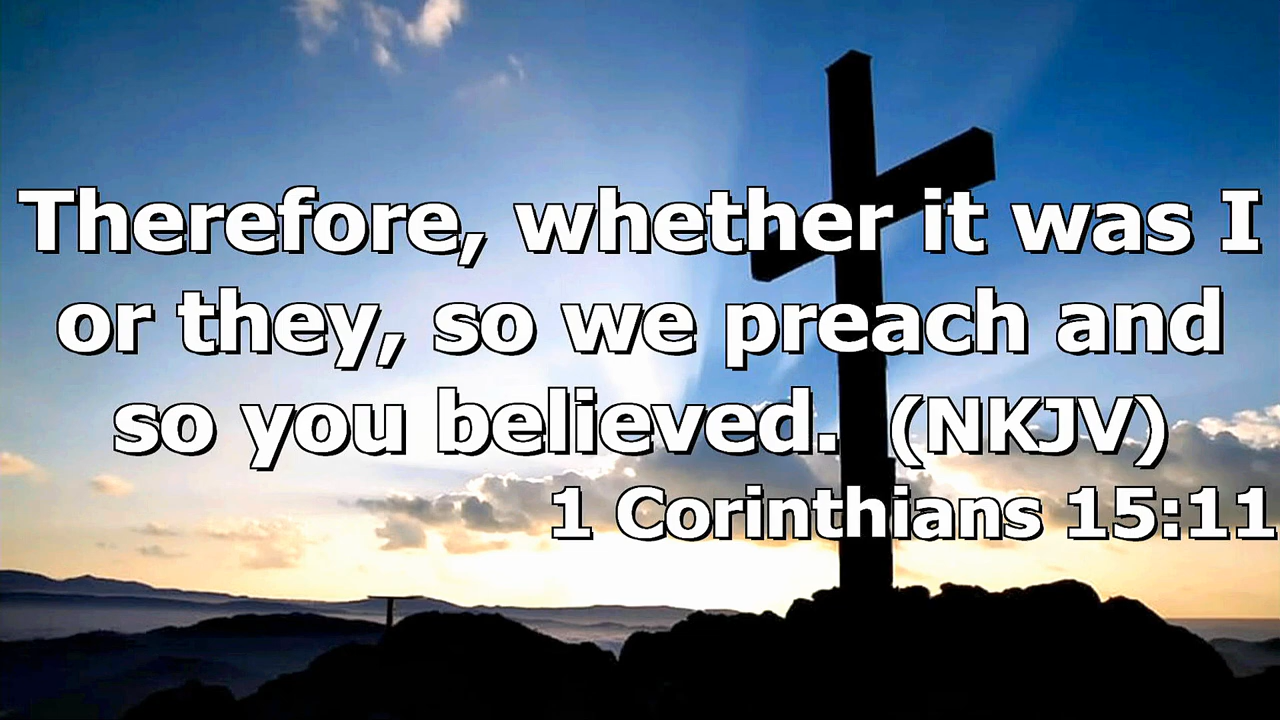 Therefore, whether it was I
or they, so we preach and
so you believed. (NKJV)
1 Corinthians 15:11